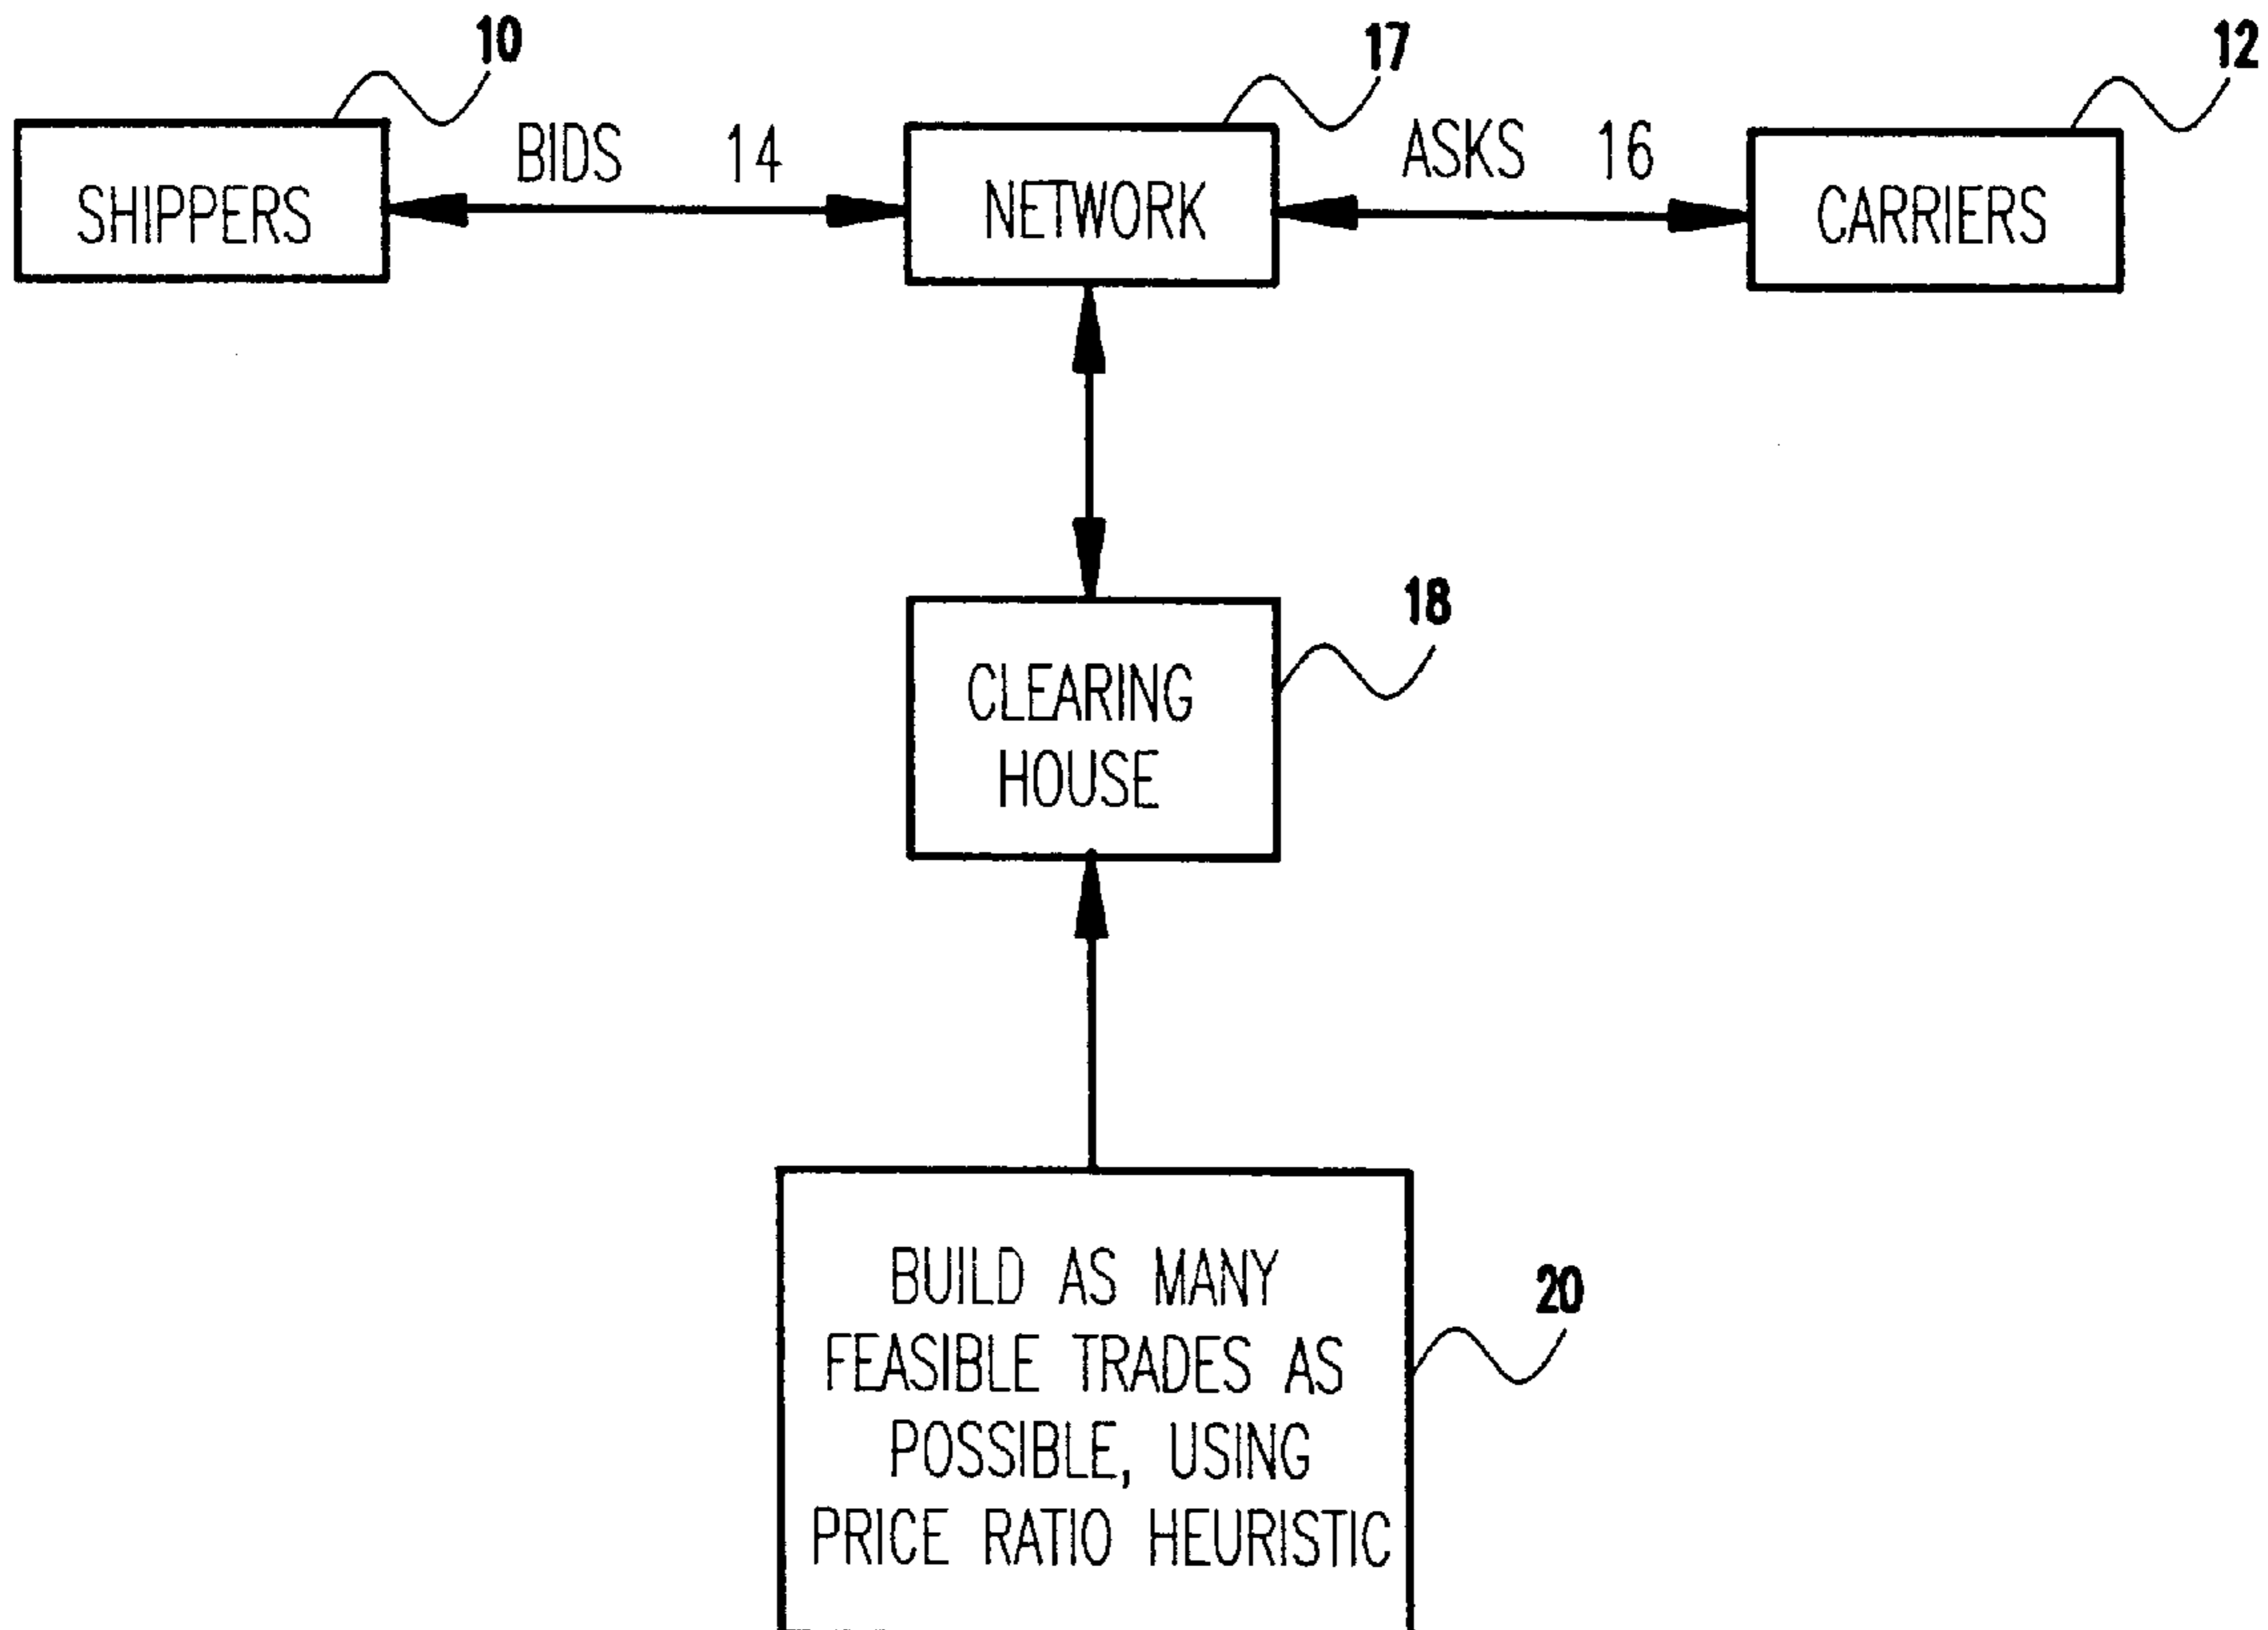 10
17
12
BIDS 14
ASKS 16
SHIPPERS
NETWORK
CARRIERS
18
CLEARING
HOUSE
BUILD AS MANY
FEASIBLE TRADES AS
POSSIBLE, USING
PRICE RATIO HEURISTIC
20